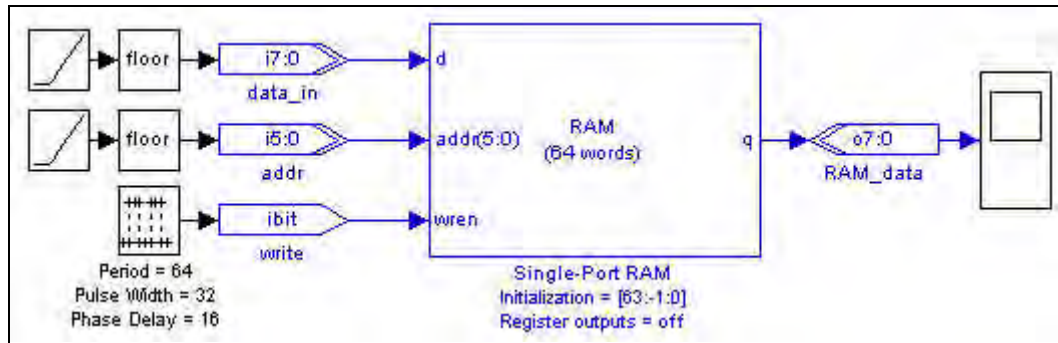 floor
i7:0
data_in
d
floor
i5:0
addr
addr(5:0)
RAM
(64 words)
q
o7:0
RAM_data
ibit
write
wren
Period = 64
Pulse Width = 32
Phase Delay = 16
Single-Port RAM
Initialization = [63:-1:0]
Register outputs = off